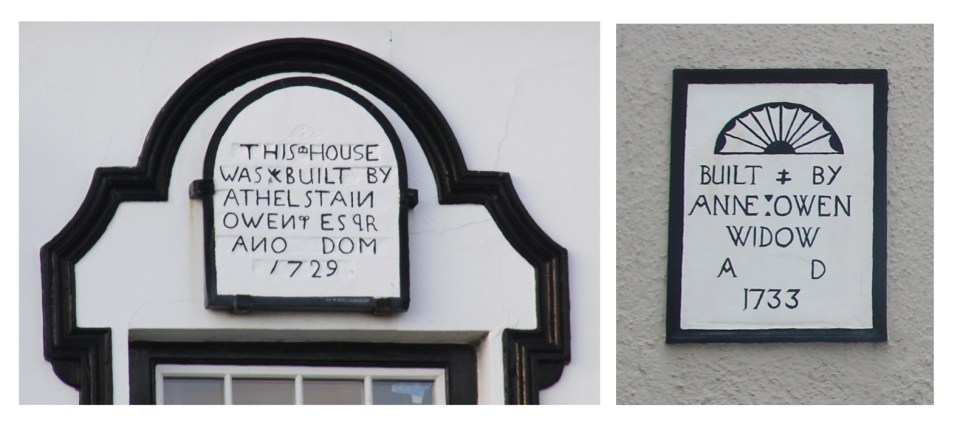 THIS HOUSE
WAS BUILT BY
ATHELSTAIN
OWEN ESQR
ANO DOM
1729
BUILT ‡ BY
ANNE:OWEN
WIDOW
A D
1733